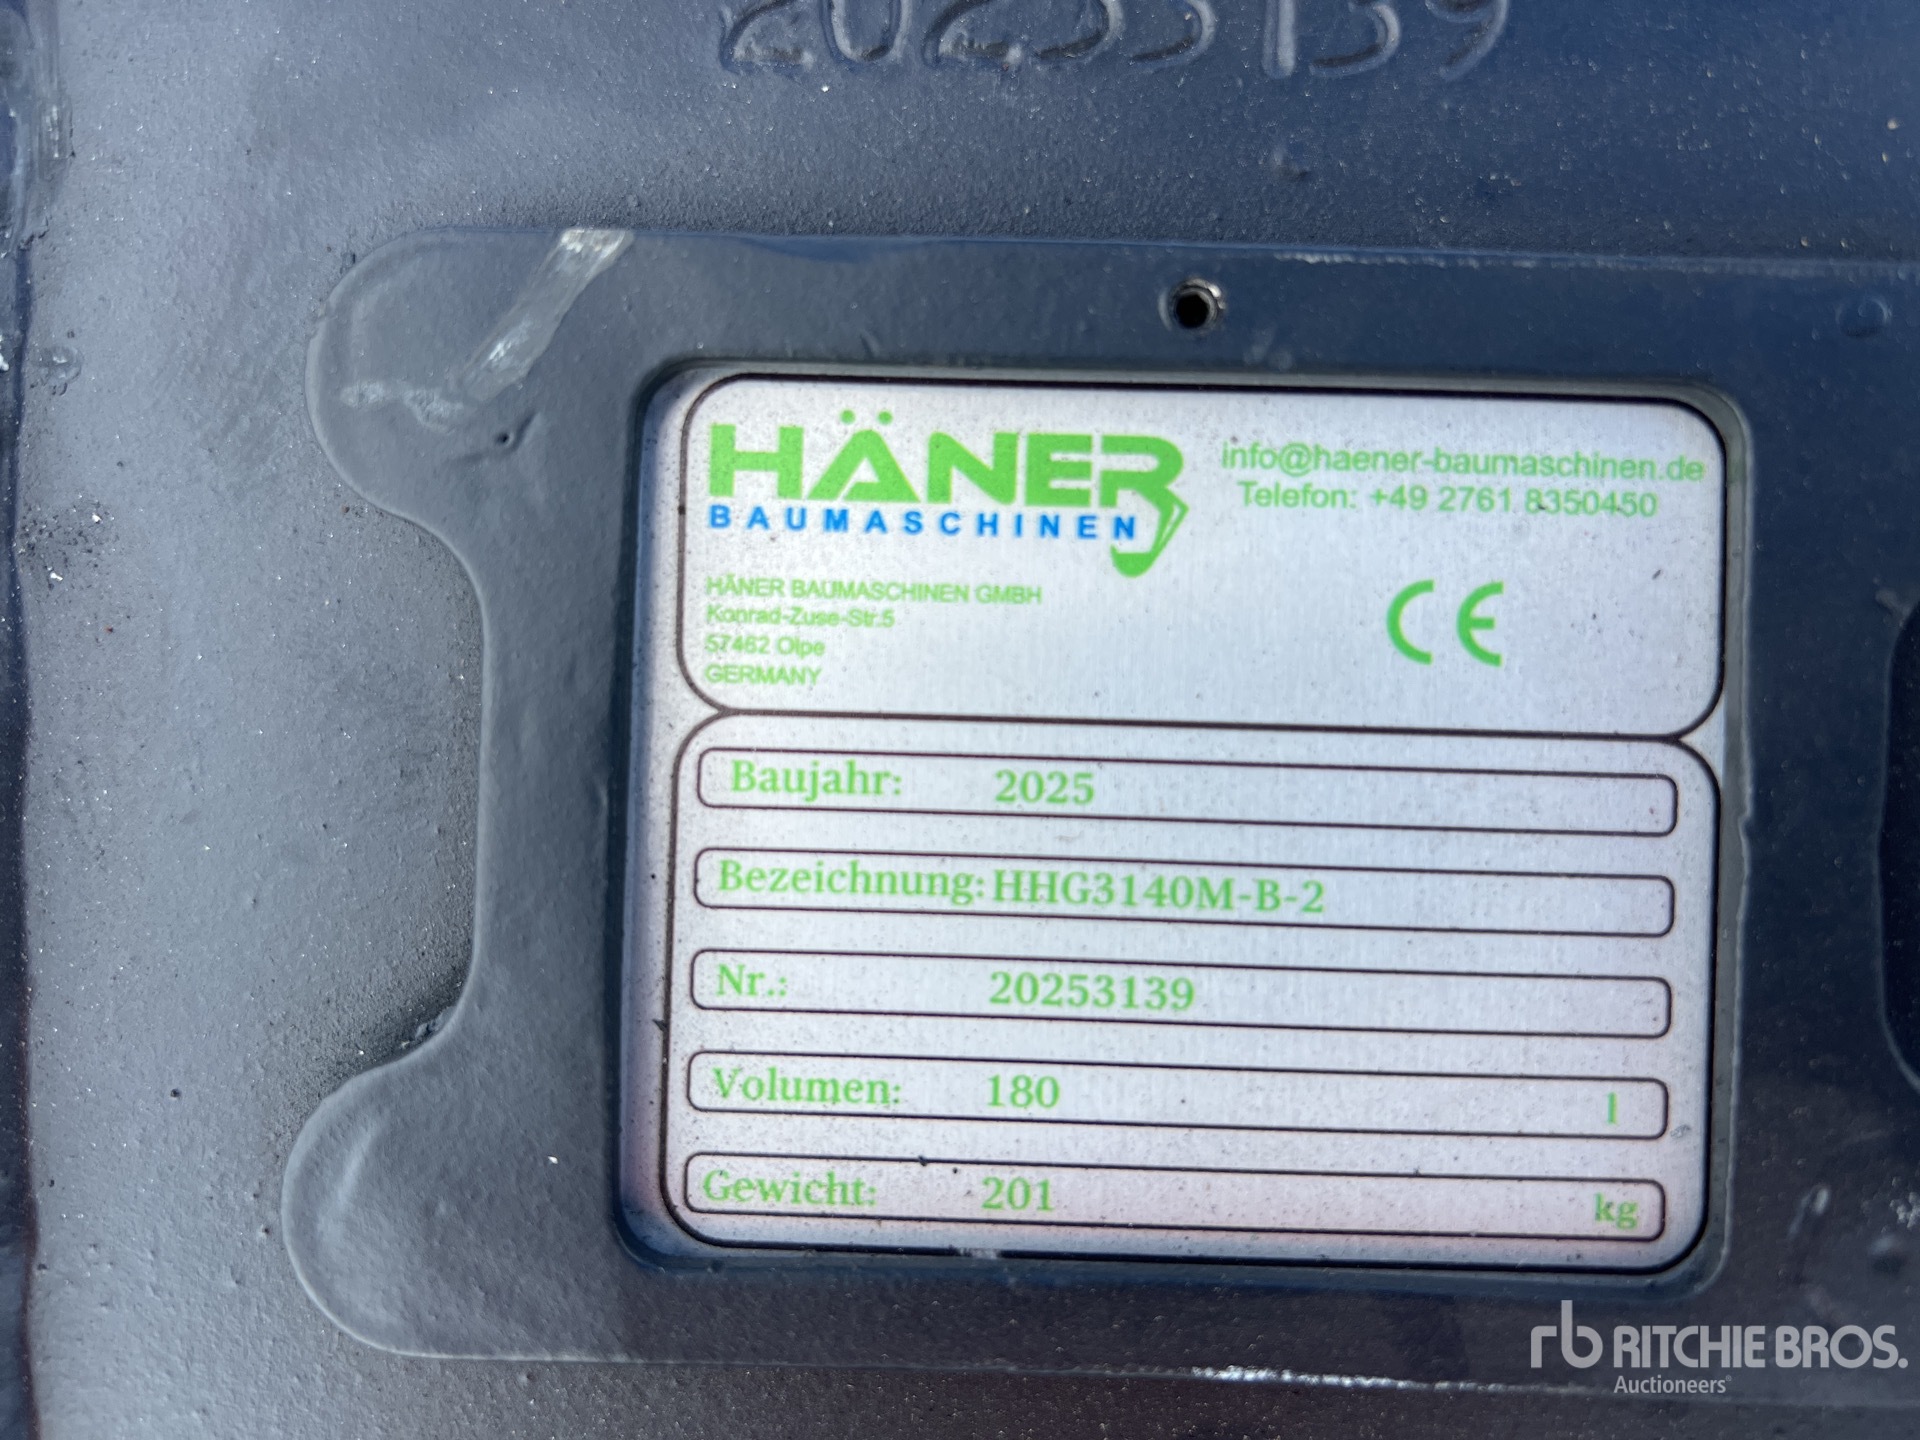 20253139
HÄNER
BAUMASCHINEN
info@haener-baumaschinen.de
Telefon: +49 2761 8350450
HÄNER BAUMASCHINEN GMBH
Konrad-Zuse-Str.5
57462 Olpe
GERMANY
CE
Baujahr: 2025
Bezeichnung: HHG3140M-B-2
Nr.: 20253139
Volumen: 180 l
Gewicht: 201 kg
rb RITCHIE BROS.
Auctioneers